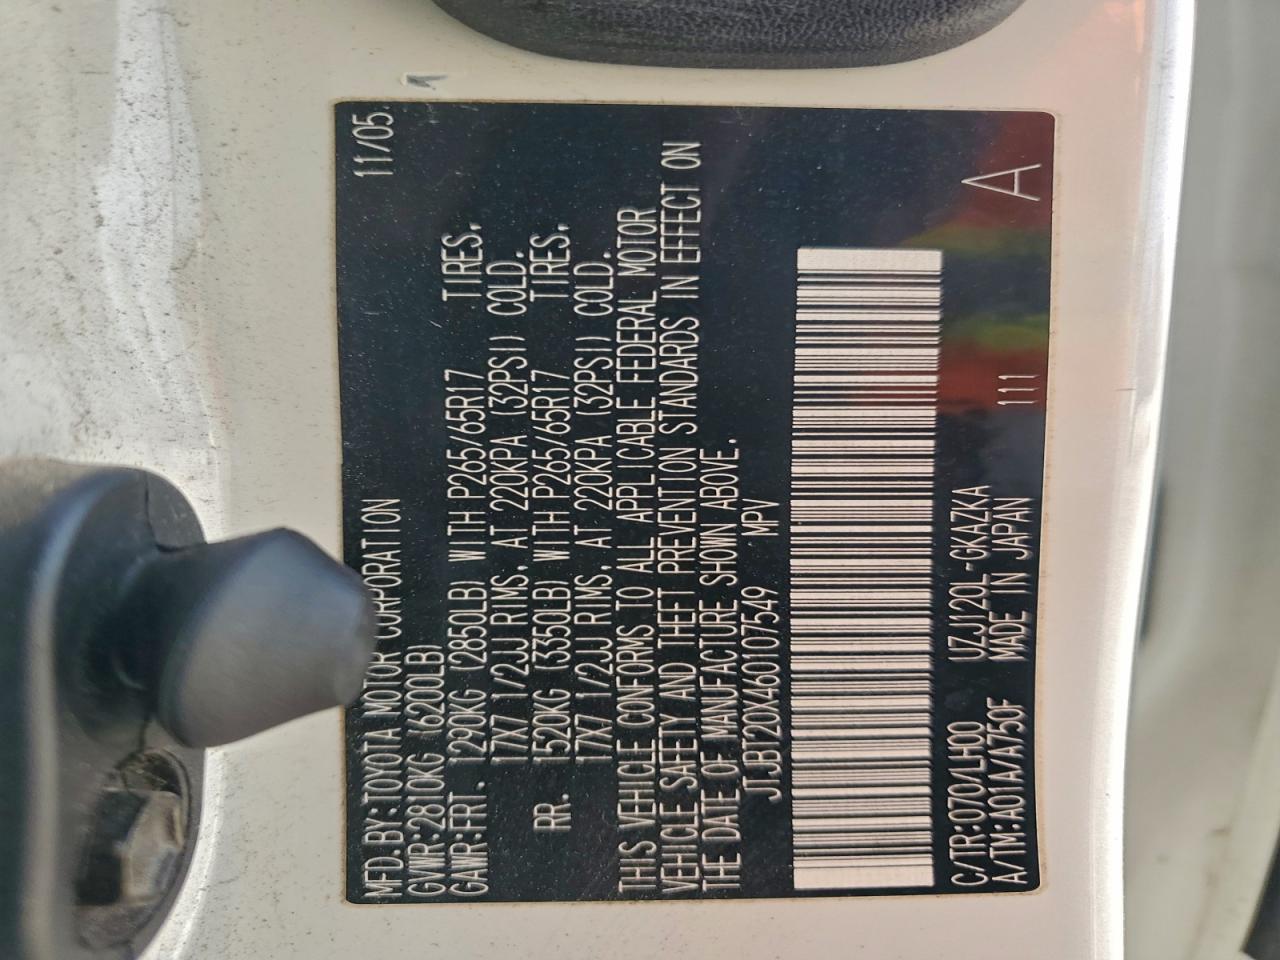 MFD.BY:TOYOTA MOTOR CORPORATION 11/05
GVWR:2810KG (6200LB)
GAWR:FRT. 1290KG (2850LB) WITH P265/65R17 TIRES,
17X7 1/2JJ RIMS, AT 220KPA (32PSI) COLD.
RR. 1520KG (3350LB) WITH P265/65R17 TIRES,
17X7 1/2JJ RIMS, AT 220KPA (32PSI) COLD.
THIS VEHICLE CONFORMS TO ALL APPLICABLE FEDERAL MOTOR
VEHICLE SAFETY AND THEFT PREVENTION STANDARDS IN EFFECT ON
THE DATE OF MANUFACTURE SHOWN ABOVE.
JTJBT20X460107549 MPV
C/TR:070/LH00 UZJ120L-GKAZKA 111 A
A/TM:A01A/A750F MADE IN JAPAN